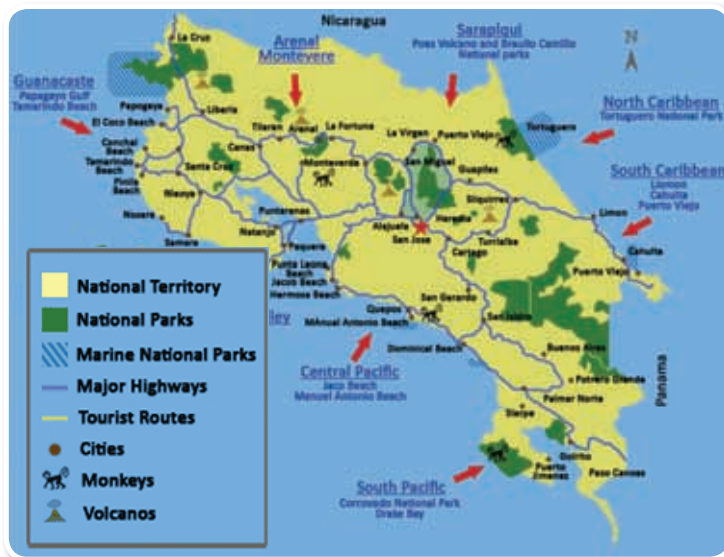 Nicaragua
La Cruz
Arenal
Montevere
Sarapiqui
Poas Volcano and Braulio Carrillo
National parks
N
Guanacaste
Papagayo Gulf
Tamarindo Beach
North Caribbean
Tortuguero National Park
Papagayo
Liberia
El Coco Beach
Tilaran
Arenal
La Fortuna
La Virgen
Puerto Viejo
Tortuguero
Conchal
Beach
Canas
Tamarindo
Beach
Santa Cruz
Monteverde
San Miguel
Guapiles
South Caribbean
Limon
Cahuita
Puerto Viejo
Pinilla
Beach
Nicoya
Siquirres
Nosara
Puntarenas
Limon
Samara
Natanjo
Paquera
Alajuela
San Jose
Heredia
Turrialba
Cartago
Cahuita
Puerto Viejo
Punta Leona
Beach
Jaco Beach
Hermosa Beach
San Gerardo
Quepos
MAnuel Antonio Beach
San Isidro
Dominical Beach
Buenos Aires
Potrero Grande
Palmar Norte
Panama
lley
Central Pacific
Jaco Beach
Manuel Antonio Beach
Sierpe
Golfito
Puerto
Jimenez
Paso Canoas
South Pacific
Corcovado National Park
Drake Bay
National Territory
National Parks
Marine National Parks
Major Highways
Tourist Routes
Cities
Monkeys
Volcanos